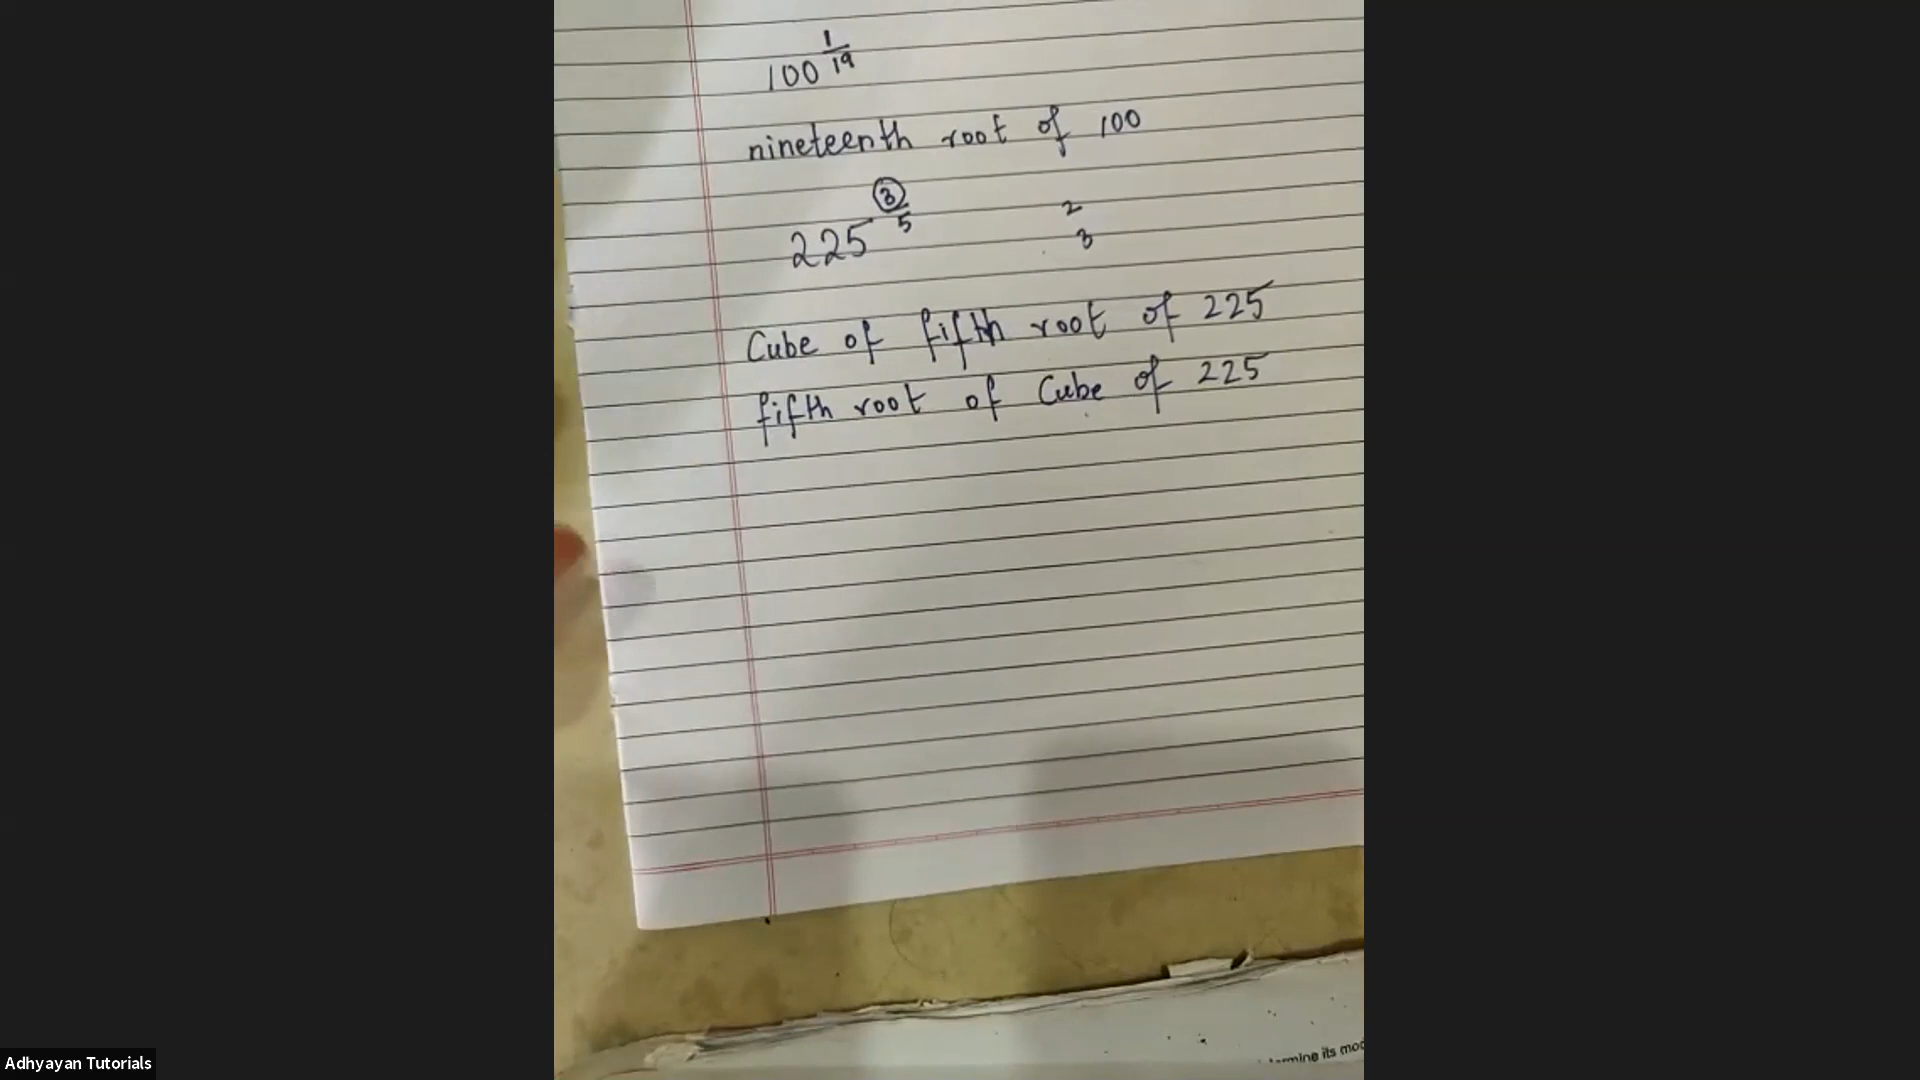 100^(1/19)
nineteenth root of 100
225^(3/5)
2
3
Cube of fifth root of 225
fifth root of Cube of 225
Adhyayan Tutorials
its